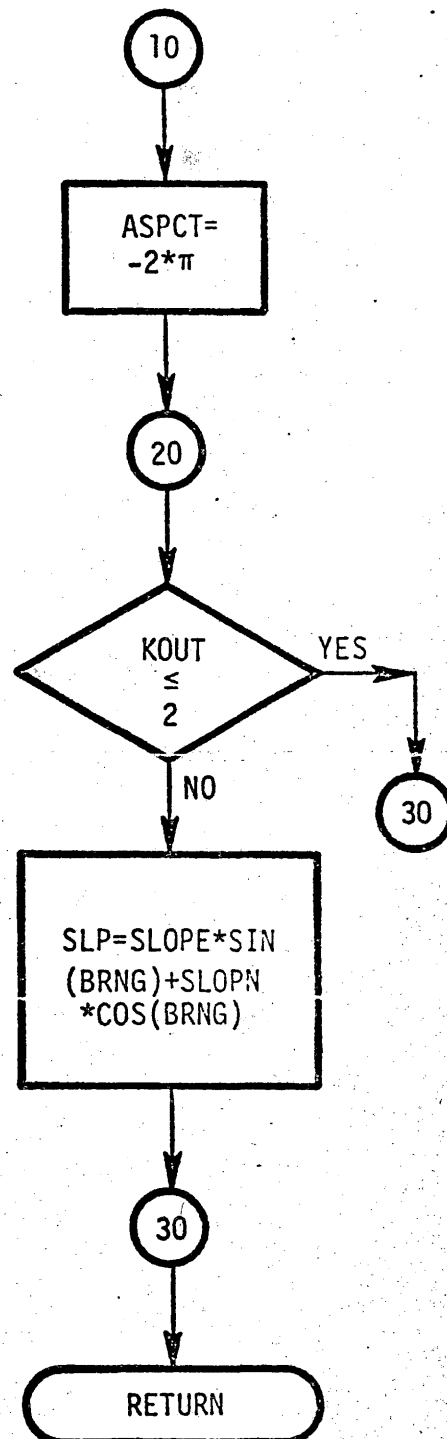 10
ASPCT=
-2*π
20
KOUT
≤
2
YES
30
NO
SLP=SLOPE*SIN
(BRNG)+SLOPN
*COS(BRNG)
30
RETURN